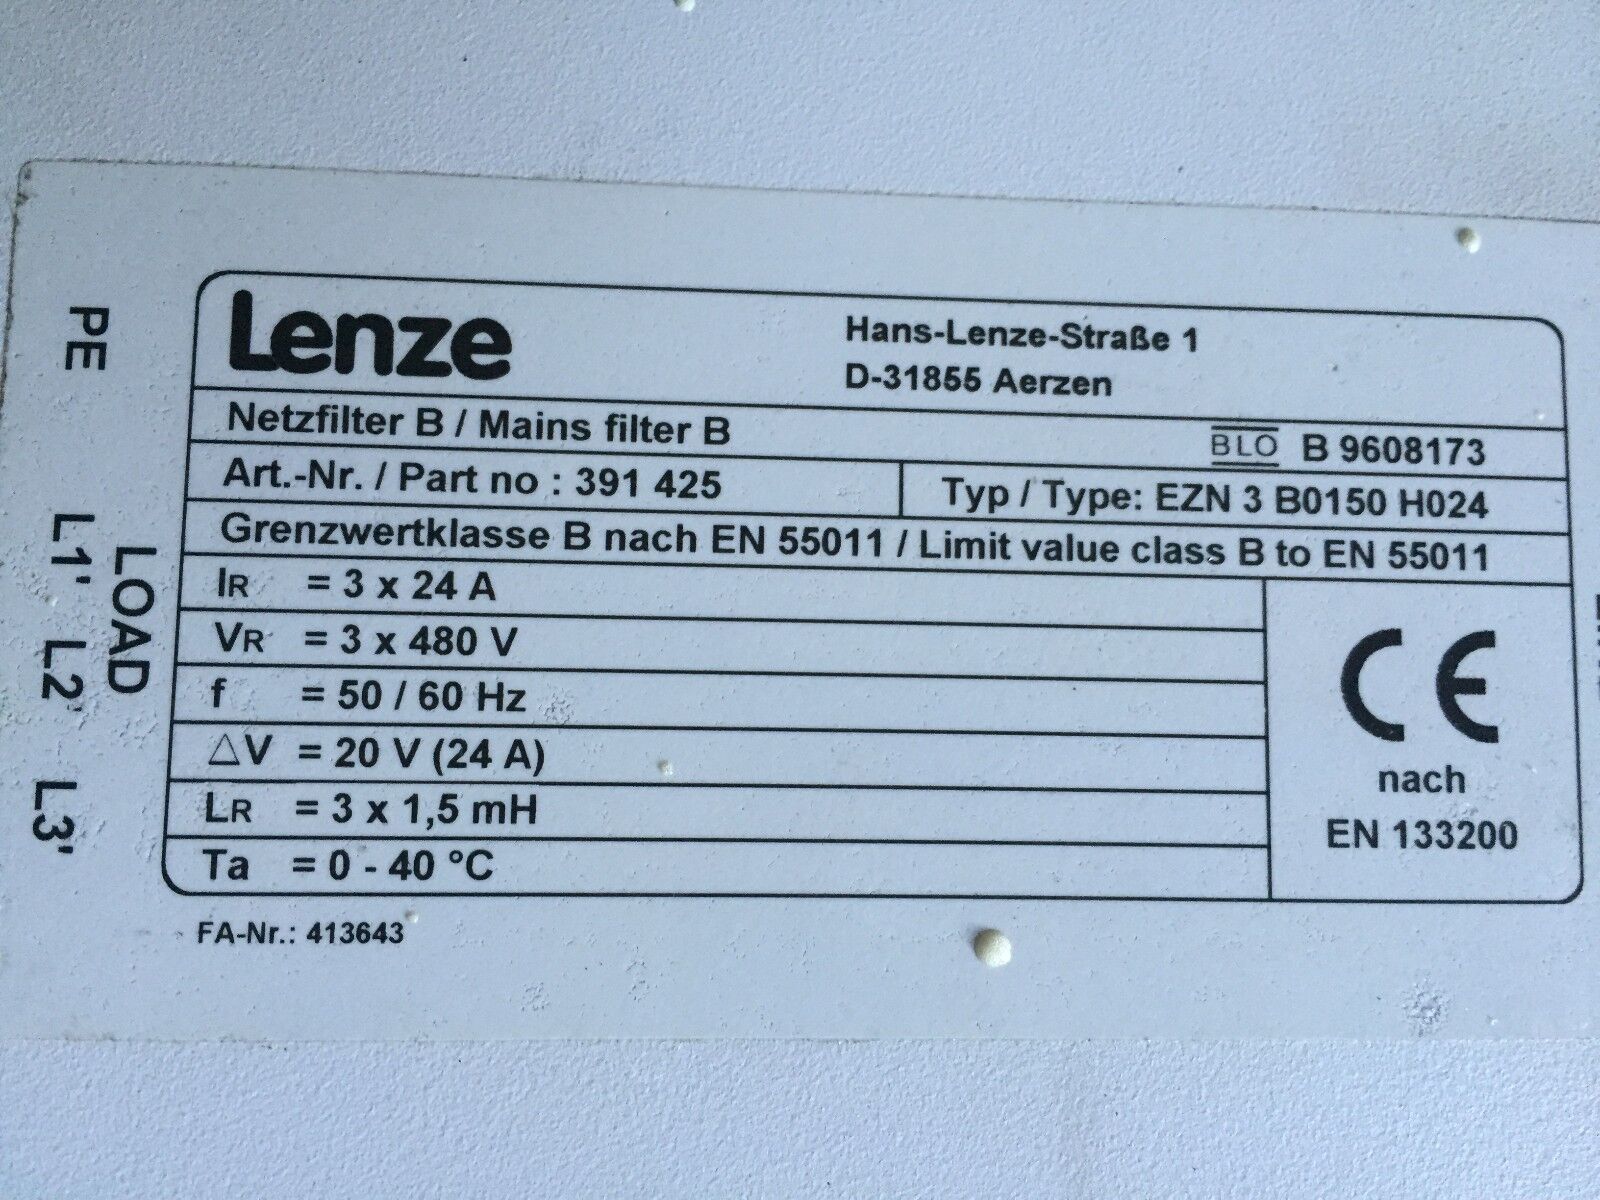 Lenze
Hans-Lenze-Straße 1
D-31855 Aerzen
Netzfilter B / Mains filter B
BLO B 9608173
Art.-Nr. / Part no : 391 425
Typ / Type: EZN 3 B0150 H024
Grenzwertklasse B nach EN 55011 / Limit value class B to EN 55011
IR = 3 x 24 A
VR = 3 x 480 V
f = 50 / 60 Hz
△V = 20 V (24 A)
LR = 3 x 1,5 mH
Ta = 0 - 40 °C
CE
nach
EN 133200
FA-Nr.: 413643
PE
L1' L2' L3'
LOAD